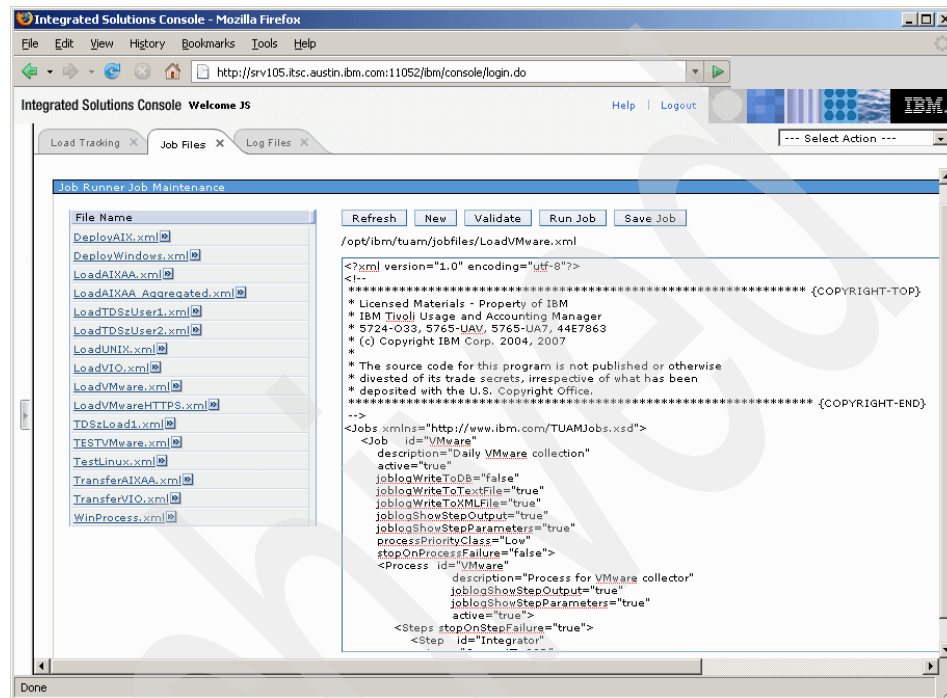 Integrated Solutions Console - Mozilla Firefox
File Edit View History Bookmarks Tools Help
http://srv105.itsc.austin.ibm.com:11052/ibm/console/login.do
Integrated Solutions Console Welcome JS
Help | Logout
IBM.
Load Tracking X Job Files X Log Files X
--- Select Action ---
Job Runner Job Maintenance
File Name
DeployAIX.xml
DeployWindows.xml
LoadAIXAA.xml
LoadAIXAA_Aggregated.xml
LoadTDSzUser1.xml
LoadTDSzUser2.xml
LoadUNIX.xml
LoadVIO.xml
LoadVMware.xml
LoadVMwareHTTPS.xml
TDSzLoad1.xml
TESTVMware.xml
TestLinux.xml
TransferAIXAA.xml
TransferVIO.xml
WinProcess.xml
Refresh New Validate Run Job Save Job
/opt/ibm/tuam/jobfiles/LoadVMware.xml
<?xml version="1.0" encoding="utf-8"?>
<!--
****************************************************************** {COPYRIGHT-TOP}
* Licensed Materials - Property of IBM
* IBM Tivoli Usage and Accounting Manager
* 5724-O33, 5765-UAV, 5765-UA7, 44E7863
* (c) Copyright IBM Corp. 2004, 2007
*
* The source code for this program is not published or otherwise
* divested of its trade secrets, irrespective of what has been
* deposited with the U.S. Copyright Office.
******************************************************************* {COPYRIGHT-END}
-->
<Jobs xmlns="http://www.ibm.com/TUAMJobs.xsd">
<Job id="VMware"
description="Daily VMware collection"
active="true"
joblogWriteToDB="false"
joblogWriteToTextFile="true"
joblogWriteToXMLFile="true"
joblogShowStepOutput="true"
joblogShowStepParameters="true"
processPriorityClass="Low"
stopOnProcessFailure="false">
<Process id="VMware"
description="Process for VMware collector"
joblogShowStepOutput="true"
joblogShowStepParameters="true"
active="true">
<Steps stopOnStepFailure="true">
<Step id="Integrator"
Done